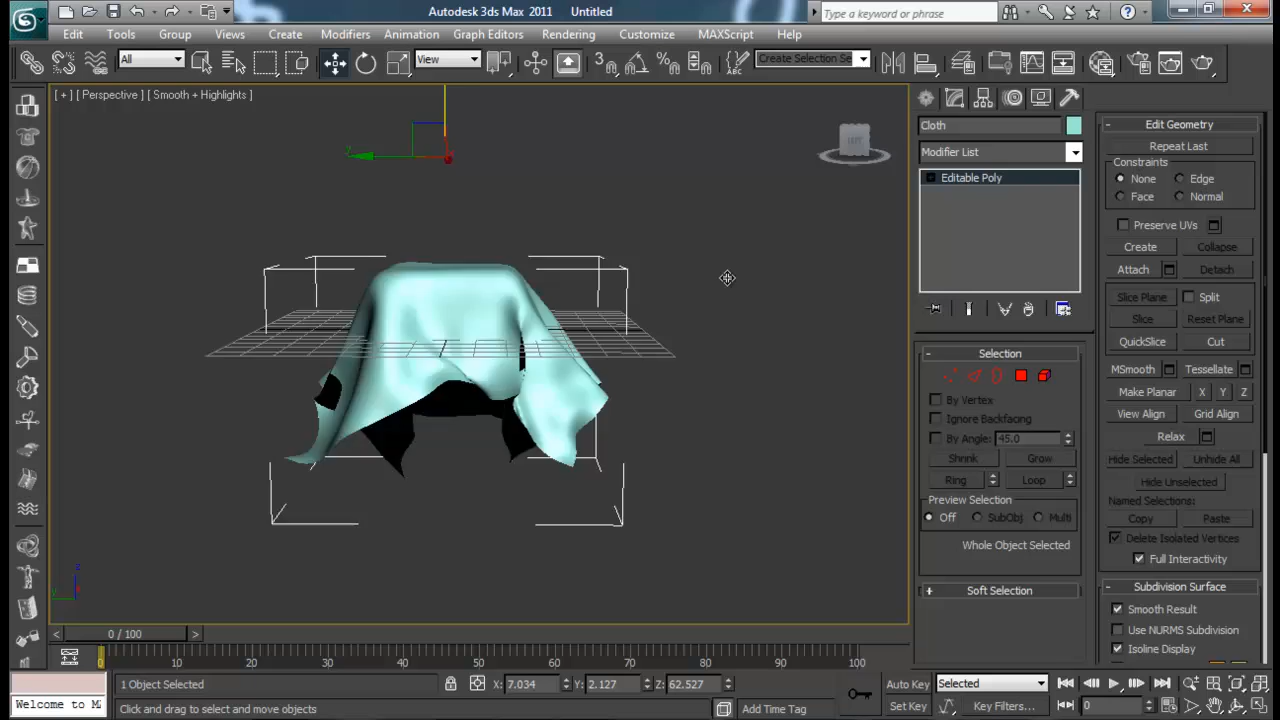 Autodesk 3ds Max 2011 Untitled
Type a keyword or phrase
Edit Tools Group Views Create Modifiers Animation Graph Editors Rendering Customize MAXScript Help
All
View
Create Selection Se
[ + ] [ Perspective ] [ Smooth + Highlights ]
Cloth
Modifier List
Editable Poly
Selection
By Vertex
Ignore Backfacing
By Angle: 45.0
Shrink Grow
Ring Loop
Preview Selection
Off SubObj Multi
Whole Object Selected
Soft Selection
Edit Geometry
Repeat Last
Constraints
None Edge
Face Normal
Preserve UVs
Create Collapse
Attach Detach
Slice Plane Split
Slice Reset Plane
QuickSlice Cut
MSmooth Tessellate
Make Planar X Y Z
View Align Grid Align
Relax
Hide Selected Unhide All
Hide Unselected
Named Selections:
Copy Paste
Delete Isolated Vertices
Full Interactivity
Subdivision Surface
Smooth Result
Use NURMS Subdivision
Isoline Display
0 / 100
0 10 20 30 40 50 60 70 80 90 100
1 Object Selected X: 7.034 Y: 2.127 Z: 62.527 Auto Key Selected
Welcome to M
Click and drag to select and move objects Add Time Tag Set Key Key Filters... 0